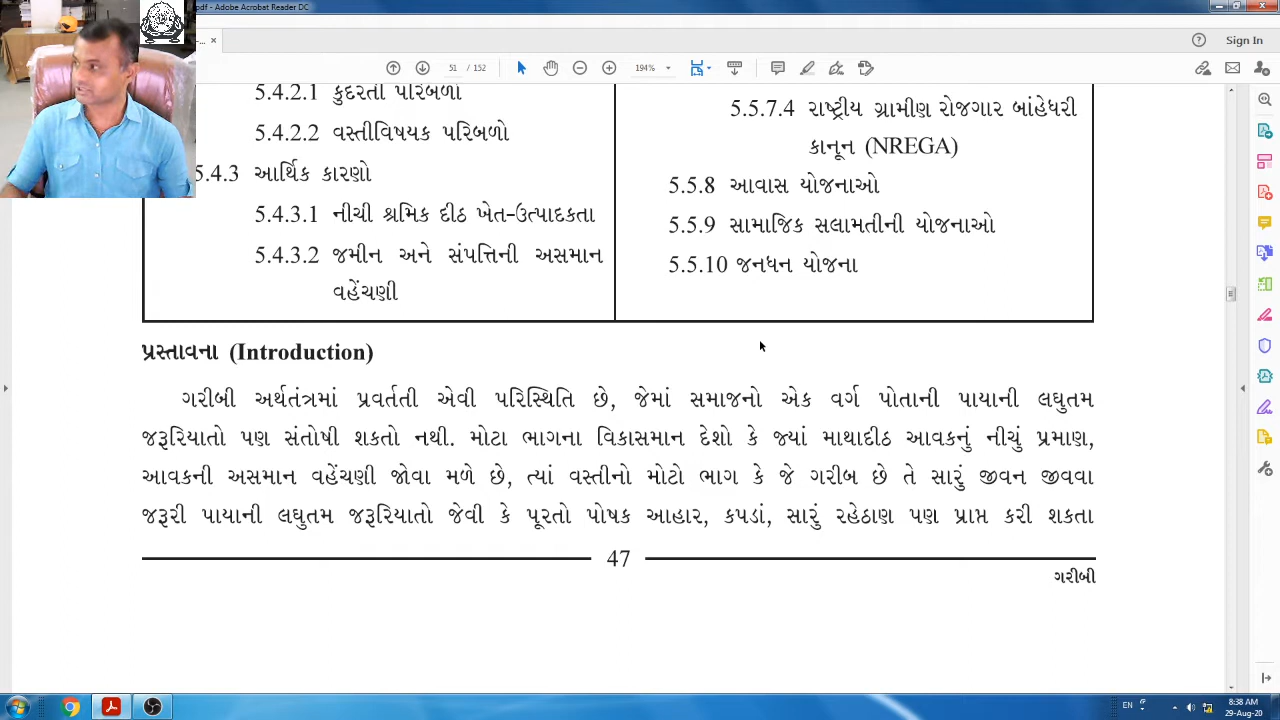 pdf - Adobe Acrobat Reader DC
Sign In
51 / 152
194%
5.4.2.1 કુદરતી પરિબળો
5.4.2.2 વસ્તીવિષયક પરિબળો
5.4.3 આર્થિક કારણો
5.4.3.1 નીચી શ્રમિક દીઠ ખેત-ઉત્પાદકતા
5.4.3.2 જમીન અને સંપત્તિની અસમાન
વહેંચણી
5.5.7.4 રાષ્ટ્રીય ગ્રામીણ રોજગાર બાંહેધરી
કાનૂન (NREGA)
5.5.8 આવાસ યોજનાઓ
5.5.9 સામાજિક સલામતીની યોજનાઓ
5.5.10 જનધન યોજના
પ્રસ્તાવના (Introduction)
ગરીબી અર્થતંત્રમાં પ્રવર્તતી એવી પરિસ્થિતિ છે, જેમાં સમાજનો એક વર્ગ પોતાની પાયાની લઘુતમ
જરૂરિયાતો પણ સંતોષી શકતો નથી. મોટા ભાગના વિકાસમાન દેશો કે જ્યાં માથાદીઠ આવકનું નીચું પ્રમાણ,
આવકની અસમાન વહેંચણી જોવા મળે છે, ત્યાં વસ્તીનો મોટો ભાગ કે જે ગરીબ છે તે સારું જીવન જીવવા
જરૂરી પાયાની લઘુતમ જરૂરિયાતો જેવી કે પૂરતો પોષક આહાર, કપડાં, સારું રહેઠાણ પણ પ્રાપ્ત કરી શકતા
47
ગરીબી
EN
8:38 AM
29-Aug-20